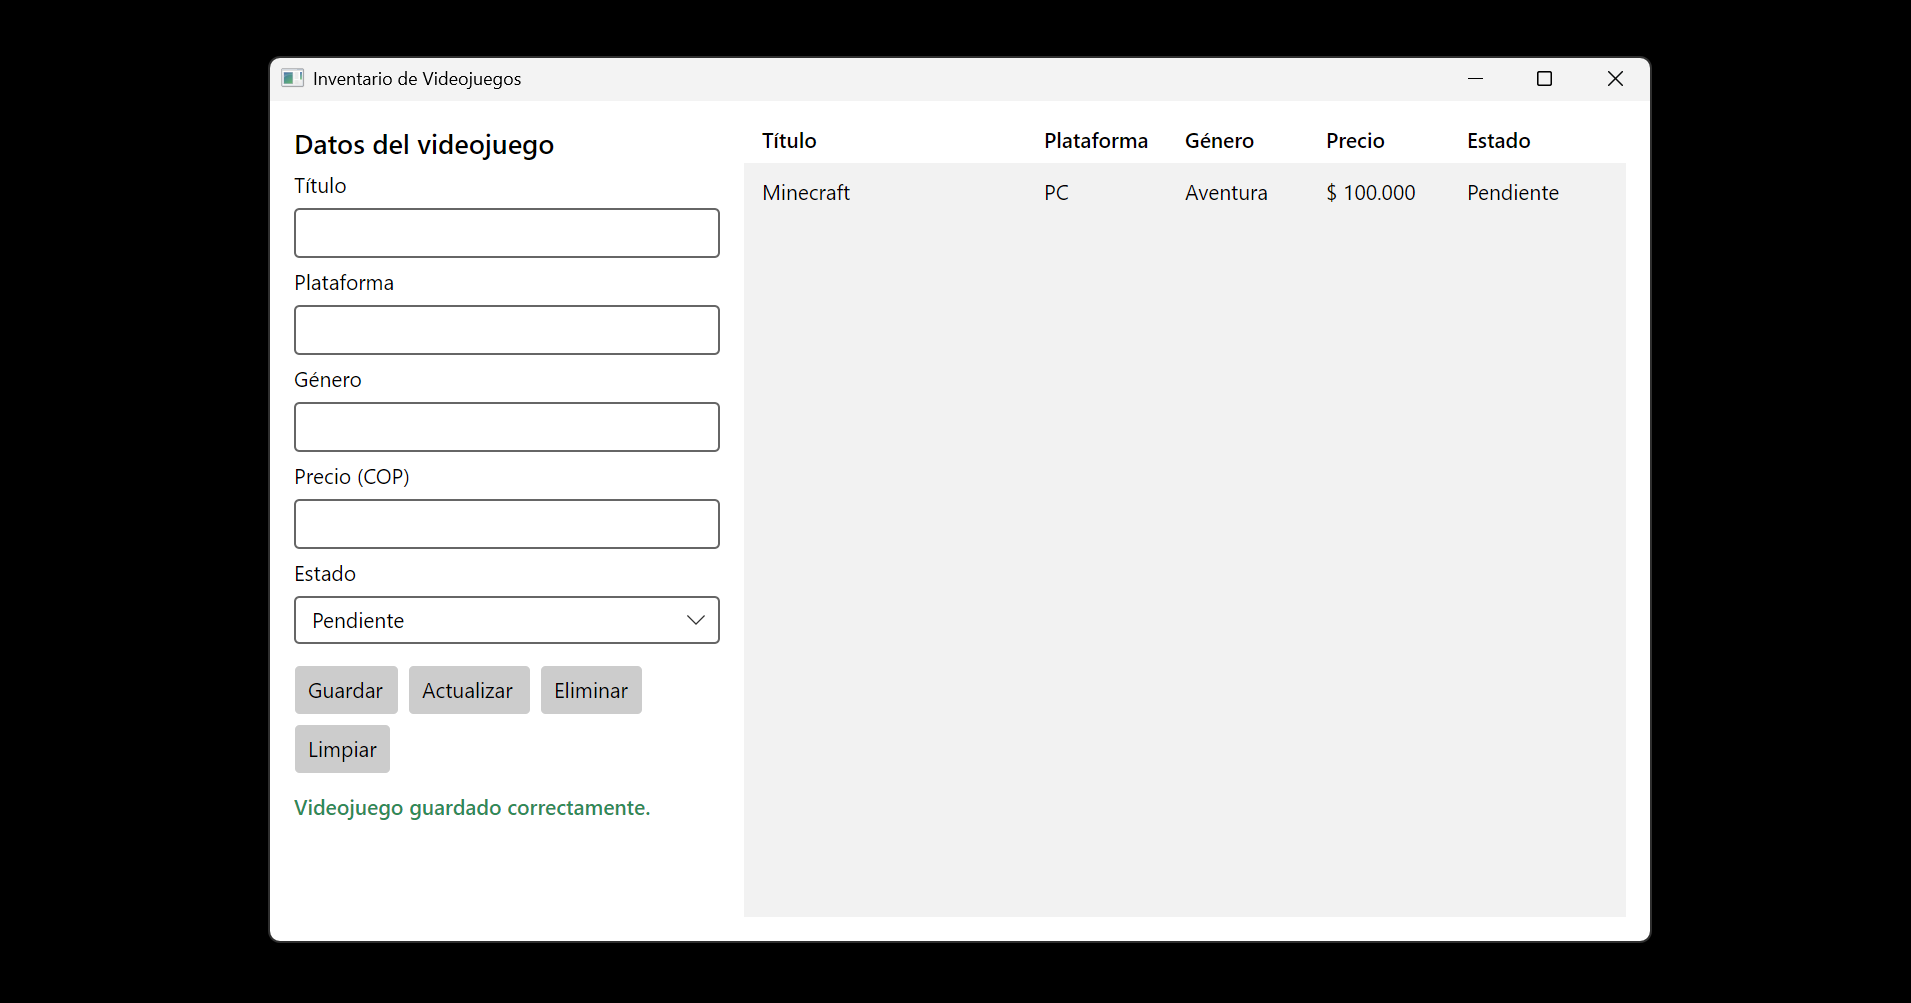 Inventario de Videojuegos
Datos del videojuego
Título
Plataforma
Género
Precio (COP)
Estado
Pendiente
Guardar Actualizar Eliminar
Limpiar
Videojuego guardado correctamente.
Título Plataforma Género Precio Estado
Minecraft PC Aventura $ 100.000 Pendiente